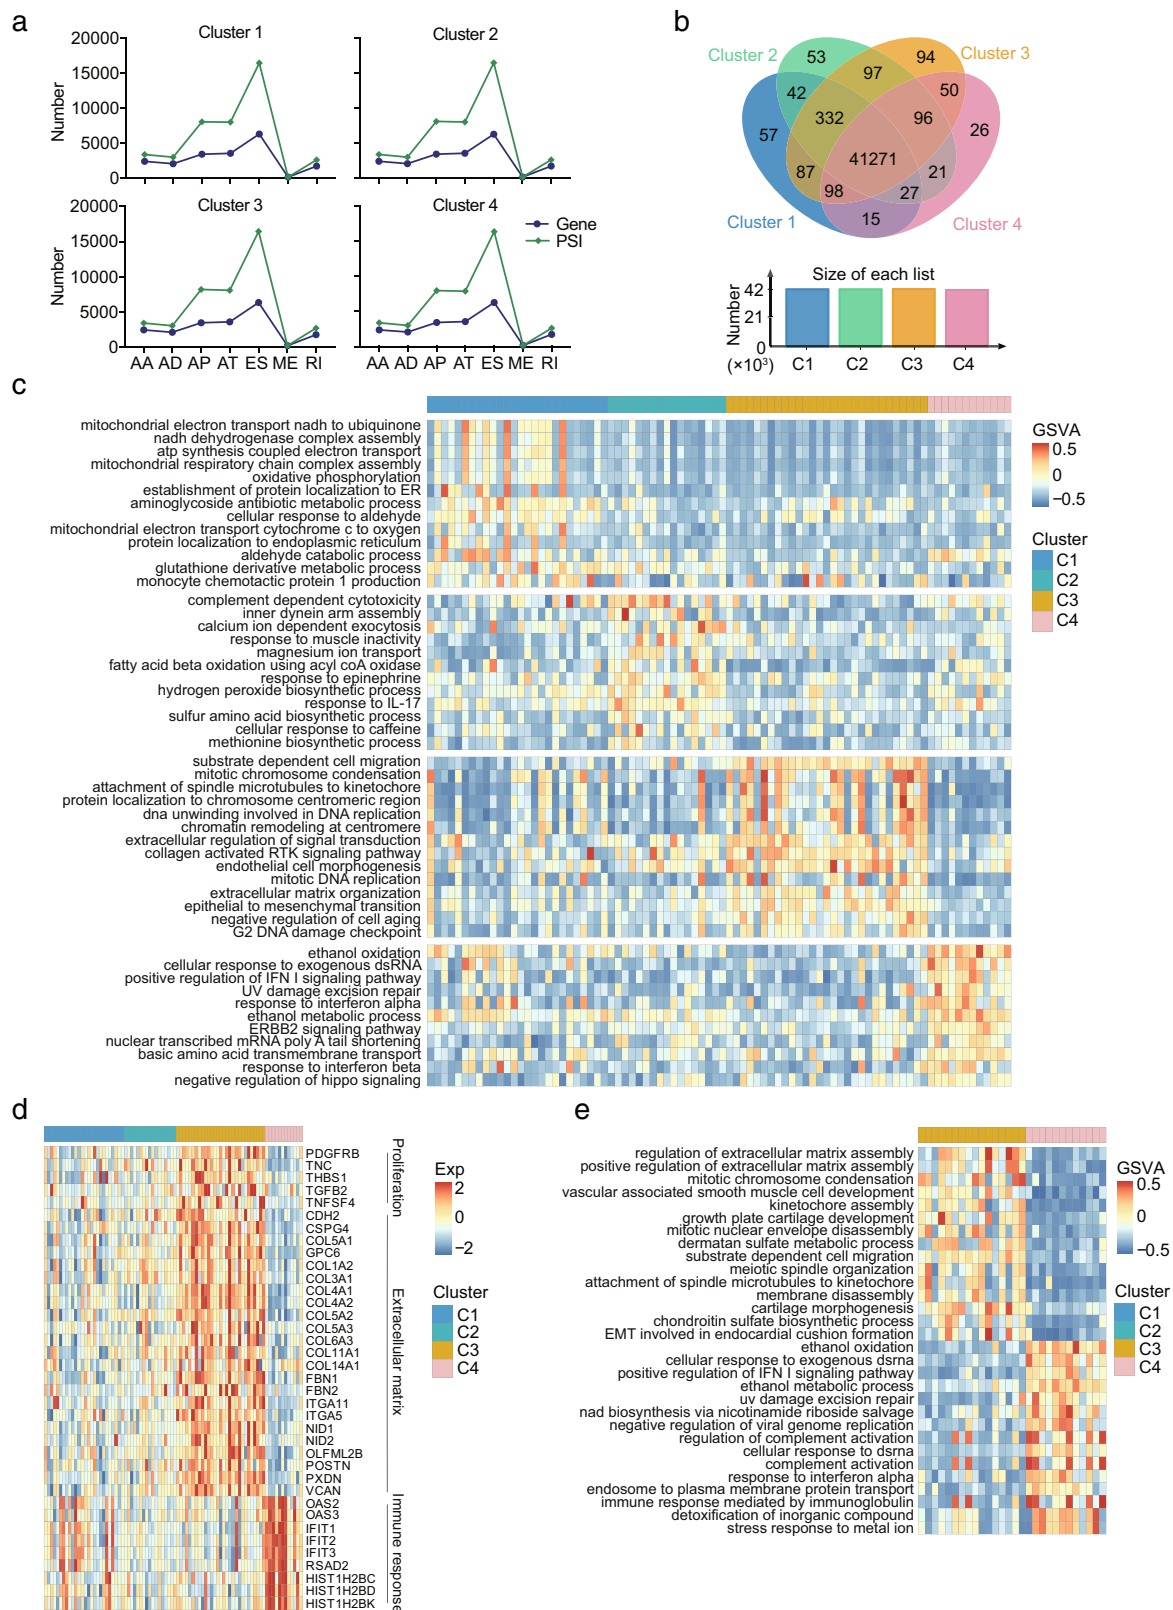 a
Cluster 1
Cluster 2
20000
15000
10000
5000
0
Number
Cluster 3
Cluster 4
20000
15000
10000
5000
0
Number
Gene
PSI
AA AD AP AT ES ME RI
AA AD AP AT ES ME RI
b
Cluster 2
Cluster 3
53
94
97
42
50
332
96
57
26
41271
87
21
98
27
15
Cluster 1
Cluster 4
Size of each list
Number
42
21
0
(×10³)
C1 C2 C3 C4
c
mitochondrial electron transport nadh to ubiquinone
nadh dehydrogenase complex assembly
atp synthesis coupled electron transport
mitochondrial respiratory chain complex assembly
oxidative phosphorylation
establishment of protein localization to ER
aminoglycoside antibiotic metabolic process
cellular response to aldehyde
mitochondrial electron transport cytochrome c to oxygen
protein localization to endoplasmic reticulum
aldehyde catabolic process
glutathione derivative metabolic process
monocyte chemotactic protein 1 production
complement dependent cytotoxicity
inner dynein arm assembly
calcium ion dependent exocytosis
response to muscle inactivity
magnesium ion transport
fatty acid beta oxidation using acyl coA oxidase
response to epinephrine
hydrogen peroxide biosynthetic process
response to IL-17
sulfur amino acid biosynthetic process
cellular response to caffeine
methionine biosynthetic process
substrate dependent cell migration
mitotic chromosome condensation
attachment of spindle microtubules to kinetochore
protein localization to chromosome centromeric region
dna unwinding involved in DNA replication
chromatin remodeling at centromere
extracellular regulation of signal transduction
collagen activated RTK signaling pathway
endothelial cell morphogenesis
mitotic DNA replication
extracellular matrix organization
epithelial to mesenchymal transition
negative regulation of cell aging
G2 DNA damage checkpoint
ethanol oxidation
cellular response to exogenous dsRNA
positive regulation of IFN I signaling pathway
UV damage excision repair
response to interferon alpha
ethanol metabolic process
ERBB2 signaling pathway
nuclear transcribed mRNA poly A tail shortening
basic amino acid transmembrane transport
response to interferon beta
negative regulation of hippo signaling
GSVA
0.5
0
−0.5
Cluster
C1
C2
C3
C4
d
PDGFRB
TNC
THBS1
TGFB2
TNFSF4
CDH2
CSPG4
COL5A1
GPC6
COL1A2
COL3A1
COL4A1
COL4A2
COL5A2
COL5A3
COL6A3
COL11A1
COL14A1
FBN1
FBN2
ITGA11
ITGA5
NID1
NID2
OLFML2B
POSTN
PXDN
VCAN
OAS2
OAS3
IFIT1
IFIT2
IFIT3
RSAD2
HIST1H2BC
HIST1H2BD
HIST1H2BK
Proliferation
Extracellular matrix
Immune response
Exp
2
0
−2
Cluster
C1
C2
C3
C4
e
regulation of extracellular matrix assembly
positive regulation of extracellular matrix assembly
mitotic chromosome condensation
vascular associated smooth muscle cell development
kinetochore assembly
growth plate cartilage development
mitotic nuclear envelope disassembly
dermatan sulfate metabolic process
substrate dependent cell migration
meiotic spindle organization
attachment of spindle microtubules to kinetochore
membrane disassembly
cartilage morphogenesis
chondroitin sulfate biosynthetic process
EMT involved in endocardial cushion formation
ethanol oxidation
cellular response to exogenous dsrna
positive regulation of IFN I signaling pathway
ethanol metabolic process
uv damage excision repair
nad biosynthesis via nicotinamide riboside salvage
negative regulation of viral genome replication
regulation of complement activation
cellular response to dsrna
complement activation
response to interferon alpha
endosome to plasma membrane protein transport
immune response mediated by immunoglobulin
detoxification of inorganic compound
stress response to metal ion
GSVA
0.5
0
−0.5
Cluster
C1
C2
C3
C4